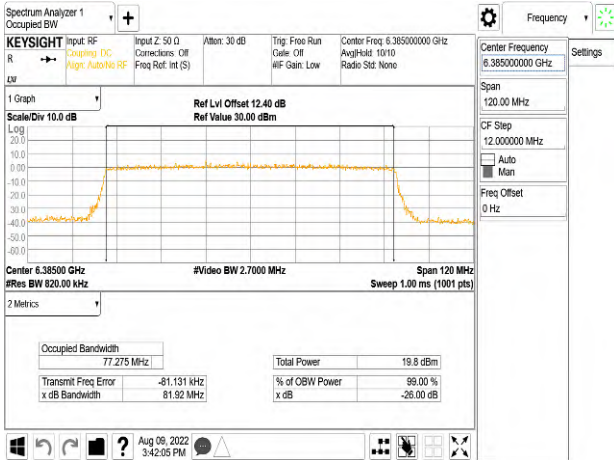 Spectrum Analyzer 1
Occupied BW
Frequency
KEYSIGHT
R
Input: RF
Coupling: DC
Align: Auto/No RF
Input Z: 50 Ω
Corrections: Off
Freq Ref: Int (S)
Atten: 30 dB
Trig: Free Run
Gate: Off
#IF Gain: Low
Center Freq: 6.385000000 GHz
Avg|Hold: 10/10
Radio Std: None
Center Frequency
6.385000000 GHz
Settings
Span
120.00 MHz
CF Step
12.000000 MHz
Auto
Man
Freq Offset
0 Hz
1 Graph
Scale/Div 10.0 dB
Ref Lvl Offset 12.40 dB
Ref Value 30.00 dBm
Log
20.0
10.0
0.00
-10.0
-20.0
-30.0
-40.0
-50.0
-60.0
Center 6.38500 GHz
#Res BW 820.00 kHz
#Video BW 2.7000 MHz
Span 120 MHz
Sweep 1.00 ms (1001 pts)
2 Metrics
Occupied Bandwidth
77.275 MHz
Total Power 19.8 dBm
Transmit Freq Error -81.131 kHz
% of OBW Power 99.00 %
x dB Bandwidth 81.92 MHz
x dB -26.00 dB
?
Aug 09, 2022
3:42:05 PM